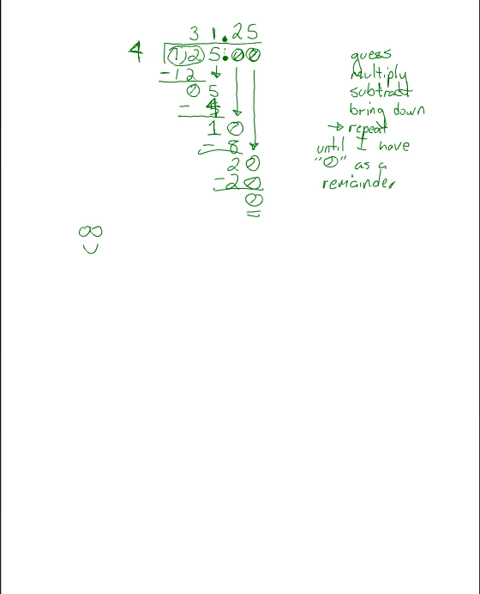 31.25
4 125.00
-12
05
- 4
10
- 8
20
-20
0
guess
Multiply
subtract
bring down
→ repeat
until I have
"0" as a
remainder